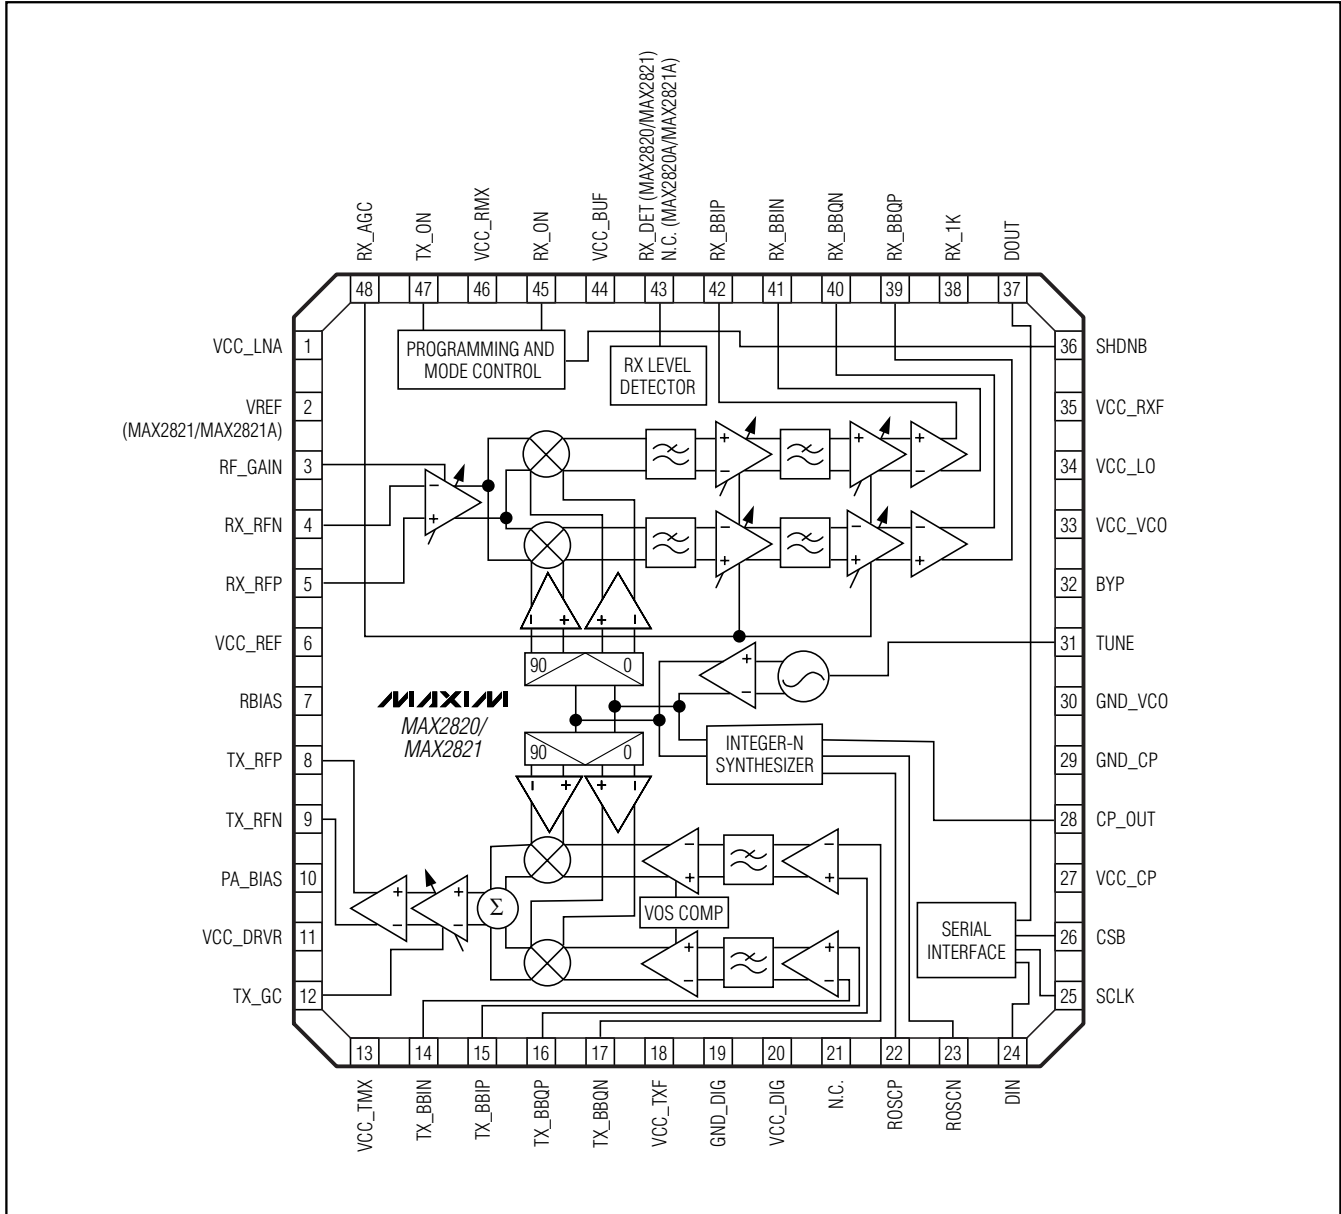 RX_AGC
TX_ON
VCC_RMX
RX_ON
VCC_BUF
RX_DET (MAX2820/MAX2821)
N.C. (MAX2820A/MAX2821A)
RX_BBIP
RX_BBIN
RX_BBQN
RX_BBQP
RX_1K
DOUT
48 47 46 45 44 43 42 41 40 39 38 37
VCC_LNA 1
VREF 2
(MAX2821/MAX2821A)
RF_GAIN 3
RX_RFN 4
RX_RFP 5
VCC_REF 6
RBIAS 7
TX_RFP 8
TX_RFN 9
PA_BIAS 10
VCC_DRVR 11
TX_GC 12
PROGRAMMING AND
MODE CONTROL
RX LEVEL
DETECTOR
− +
+ −
+ −
+ −
− +
− +
− +
− + + −
90 0
+ −
MAXIM
MAX2820/
MAX2821
90 0
− + + −
INTEGER-N
SYNTHESIZER
− +
− +
+ −
+ −
Σ
VOS COMP
+ −
+ −
SERIAL
INTERFACE
36 SHDNB
35 VCC_RXF
34 VCC_LO
33 VCC_VCO
32 BYP
31 TUNE
30 GND_VCO
29 GND_CP
28 CP_OUT
27 VCC_CP
26 CSB
25 SCLK
13 14 15 16 17 18 19 20 21 22 23 24
VCC_TMX
TX_BBIN
TX_BBIP
TX_BBQP
TX_BBQN
VCC_TXF
GND_DIG
VCC_DIG
N.C.
ROSCP
ROSCN
DIN